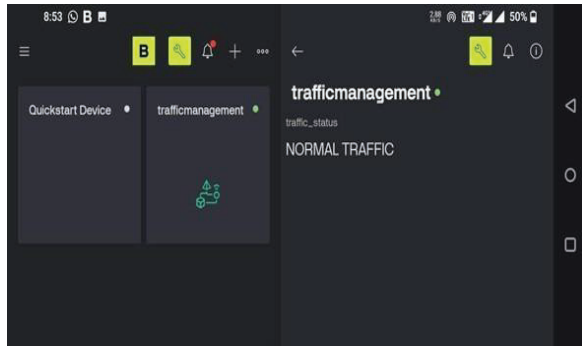 8:53 B
50%
B
Quickstart Device
trafficmanagement
trafficmanagement
traffic_status
NORMAL TRAFFIC